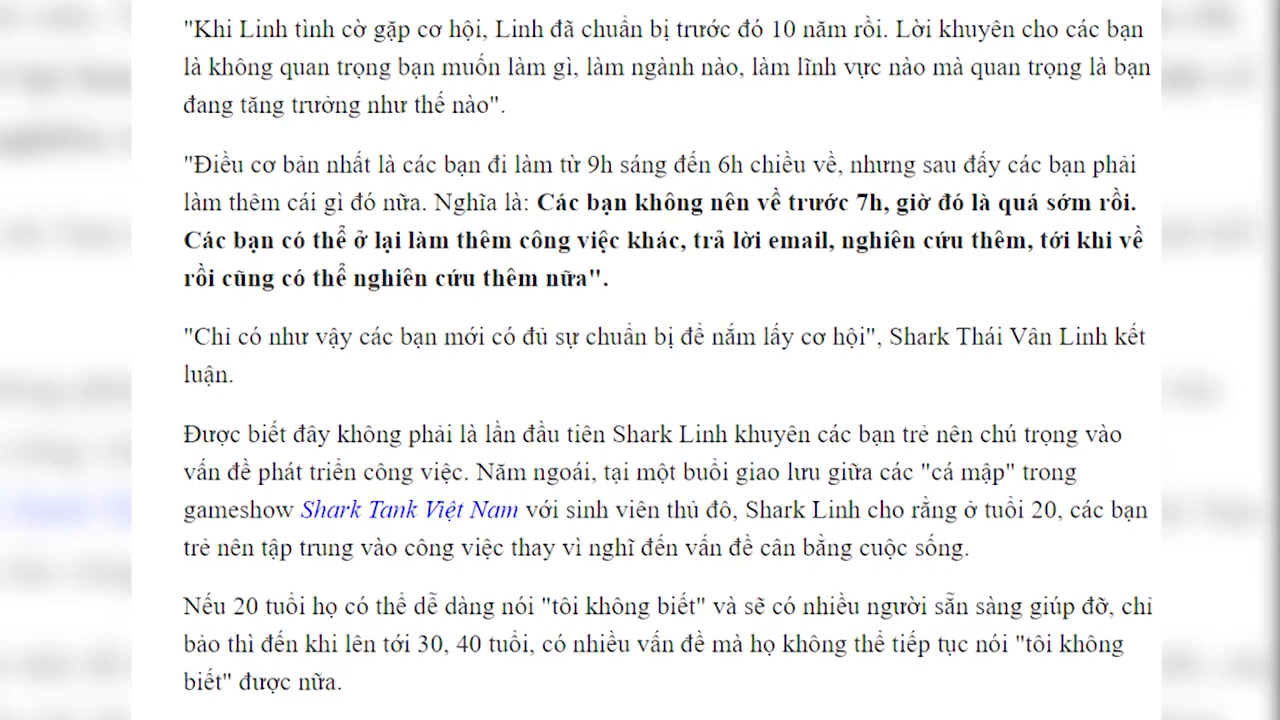 "Khi Linh tình cờ gặp cơ hội, Linh đã chuẩn bị trước đó 10 năm rồi. Lời khuyên cho các bạn
là không quan trọng bạn muốn làm gì, làm ngành nào, làm lĩnh vực nào mà quan trọng là bạn
đang tăng trưởng như thế nào".
"Điều cơ bản nhất là các bạn đi làm từ 9h sáng đến 6h chiều về, nhưng sau đấy các bạn phải
làm thêm cái gì đó nữa. Nghĩa là: Các bạn không nên về trước 7h, giờ đó là quá sớm rồi.
Các bạn có thể ở lại làm thêm công việc khác, trả lời email, nghiên cứu thêm, tới khi về
rồi cũng có thể nghiên cứu thêm nữa".
"Chỉ có như vậy các bạn mới có đủ sự chuẩn bị để nắm lấy cơ hội", Shark Thái Vân Linh kết
luận.
Được biết đây không phải là lần đầu tiên Shark Linh khuyên các bạn trẻ nên chú trọng vào
vấn đề phát triển công việc. Năm ngoái, tại một buổi giao lưu giữa các "cá mập" trong
gameshow Shark Tank Việt Nam với sinh viên thủ đô, Shark Linh cho rằng ở tuổi 20, các bạn
trẻ nên tập trung vào công việc thay vì nghĩ đến vấn đề cân bằng cuộc sống.
Nếu 20 tuổi họ có thể dễ dàng nói "tôi không biết" và sẽ có nhiều người sẵn sàng giúp đỡ, chỉ
bảo thì đến khi lên tới 30, 40 tuổi, có nhiều vấn đề mà họ không thể tiếp tục nói "tôi không
biết" được nữa.